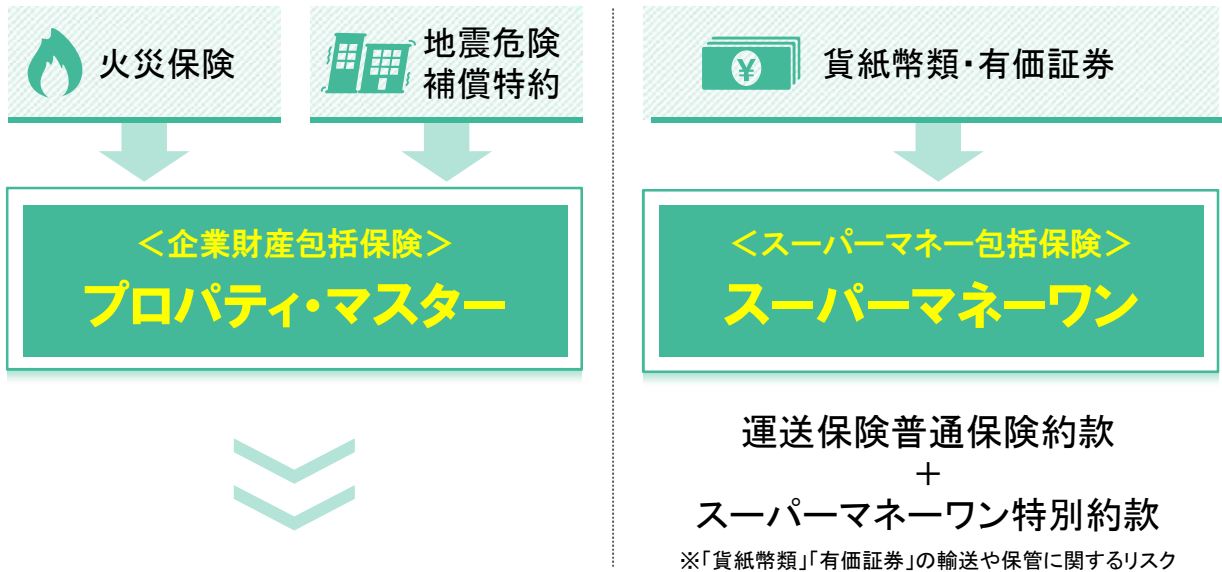 火災保険
地震危険
補償特約
＜企業財産包括保険＞
プロパティ・マスター
¥
貨紙幣類・有価証券
＜スーパーマネー包括保険＞
スーパーマネーワン
運送保険普通保険約款
＋
スーパーマネーワン特別約款
※「貨紙幣類」「有価証券」の輸送や保管に関するリスク